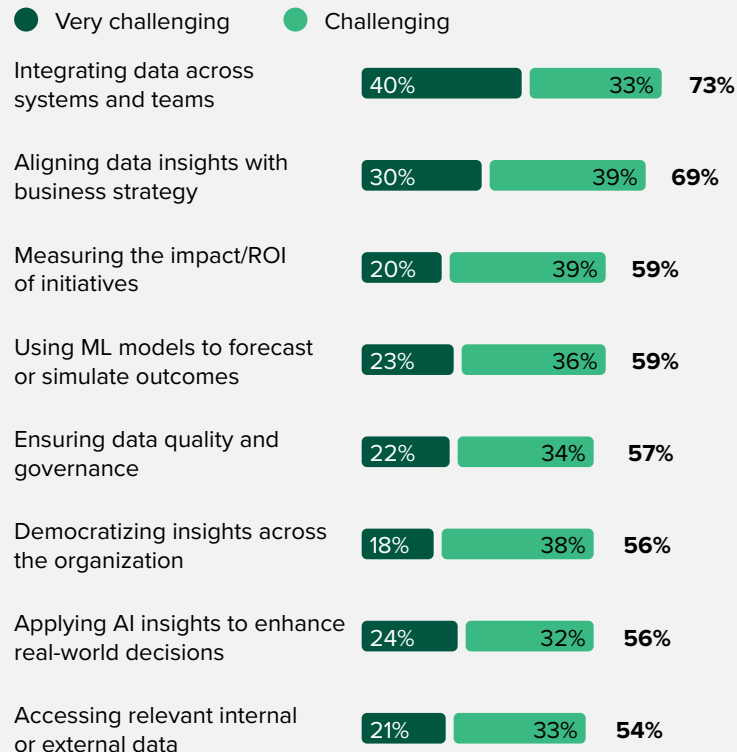 Very challenging Challenging
Integrating data across
systems and teams
40% 33% 73%
Aligning data insights with
business strategy
30% 39% 69%
Measuring the impact/ROI
of initiatives
20% 39% 59%
Using ML models to forecast
or simulate outcomes
23% 36% 59%
Ensuring data quality and
governance
22% 34% 57%
Democratizing insights across
the organization
18% 38% 56%
Applying AI insights to enhance
real-world decisions
24% 32% 56%
Accessing relevant internal
or external data
21% 33% 54%